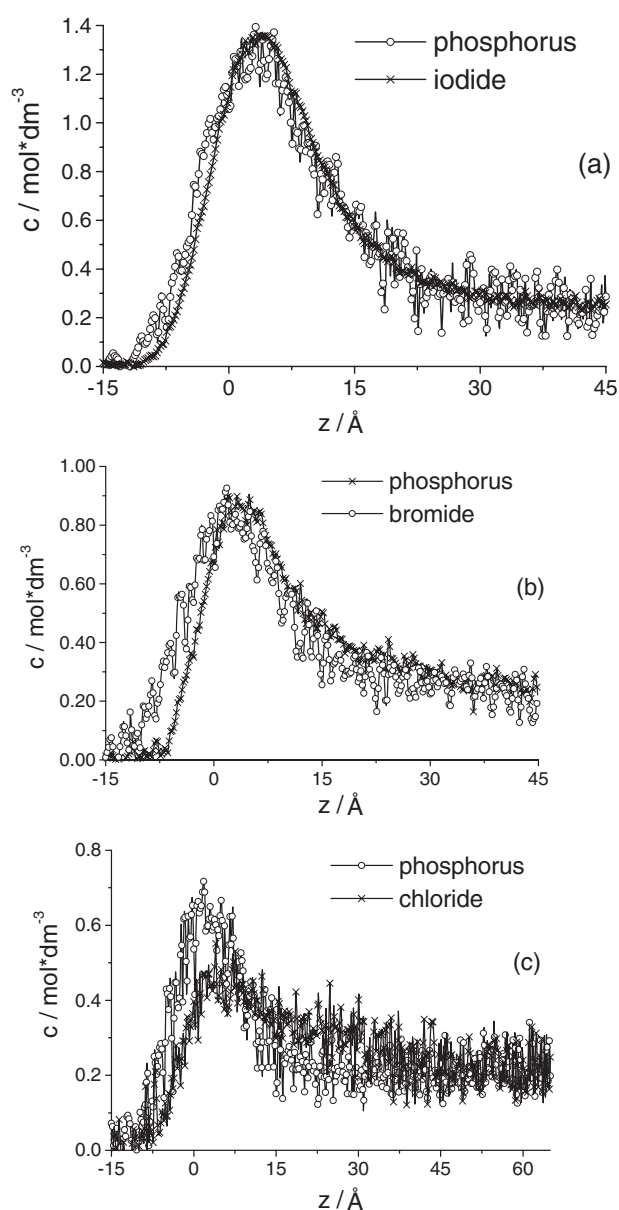 phosphorus
iodide
(a)
c / mol*dm-3
1.4
1.2
1.0
0.8
0.6
0.4
0.2
0.0
-15 0 15 30 45
z / Å
phosphorus
bromide
(b)
c / mol*dm-3
1.00
0.80
0.60
0.40
0.20
0.00
-15 0 15 30 45
z / Å
phosphorus
chloride
(c)
c / mol*dm-3
0.8
0.6
0.4
0.2
0.0
-15 0 15 30 45 60
z / Å